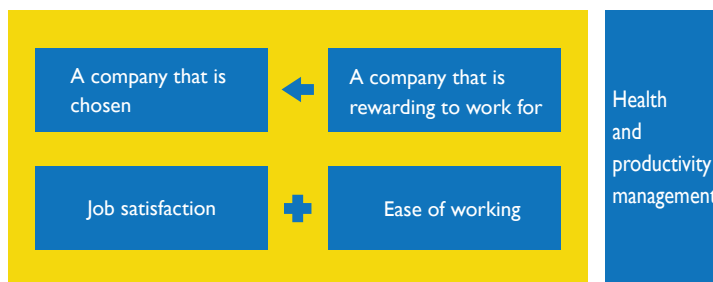 A company that is
chosen
A company that is
rewarding to work for
Job satisfaction
Ease of working
Health
and
productivity
management